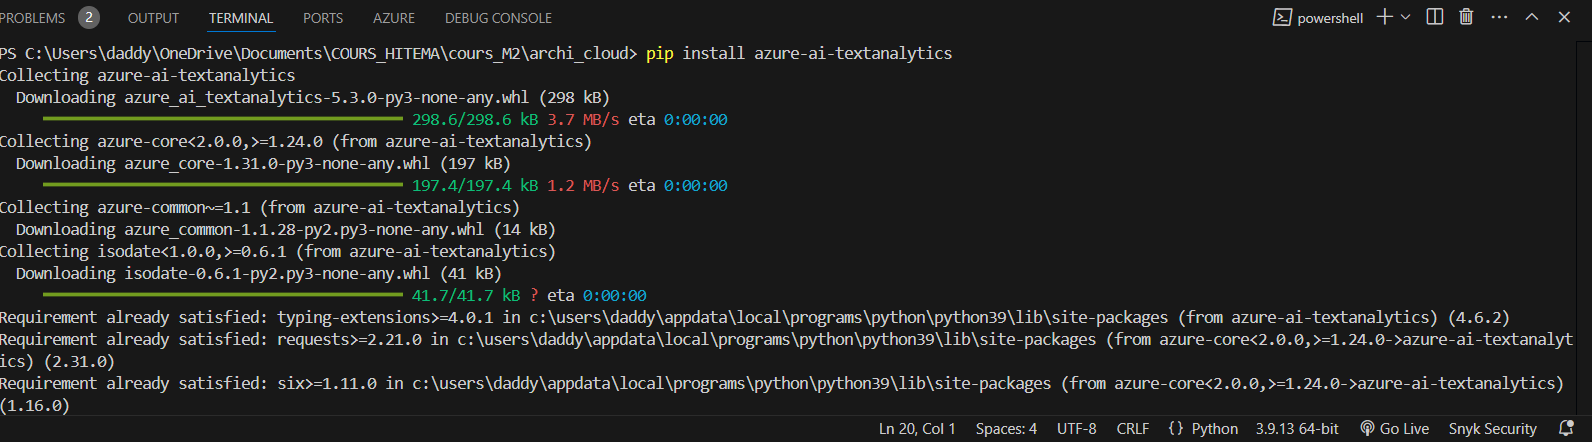 PROBLEMS 2 OUTPUT TERMINAL PORTS AZURE DEBUG CONSOLE powershell
PS C:\Users\daddy\OneDrive\Documents\COURS_HITEMA\cours_M2\archi_cloud> pip install azure-ai-textanalytics
Collecting azure-ai-textanalytics
Downloading azure_ai_textanalytics-5.3.0-py3-none-any.whl (298 kB)
298.6/298.6 kB 3.7 MB/s eta 0:00:00
Collecting azure-core<2.0.0,>=1.24.0 (from azure-ai-textanalytics)
Downloading azure_core-1.31.0-py3-none-any.whl (197 kB)
197.4/197.4 kB 1.2 MB/s eta 0:00:00
Collecting azure-common~=1.1 (from azure-ai-textanalytics)
Downloading azure_common-1.1.28-py2.py3-none-any.whl (14 kB)
Collecting isodate<1.0.0,>=0.6.1 (from azure-ai-textanalytics)
Downloading isodate-0.6.1-py2.py3-none-any.whl (41 kB)
41.7/41.7 kB ? eta 0:00:00
Requirement already satisfied: typing-extensions>=4.0.1 in c:\users\daddy\appdata\local\programs\python\python39\lib\site-packages (from azure-ai-textanalytics) (4.6.2)
Requirement already satisfied: requests>=2.21.0 in c:\users\daddy\appdata\local\programs\python\python39\lib\site-packages (from azure-core<2.0.0,>=1.24.0->azure-ai-textanalyt
ics) (2.31.0)
Requirement already satisfied: six>=1.11.0 in c:\users\daddy\appdata\local\programs\python\python39\lib\site-packages (from azure-core<2.0.0,>=1.24.0->azure-ai-textanalytics)
(1.16.0)
Ln 20, Col 1 Spaces: 4 UTF-8 CRLF {} Python 3.9.13 64-bit Go Live Snyk Security